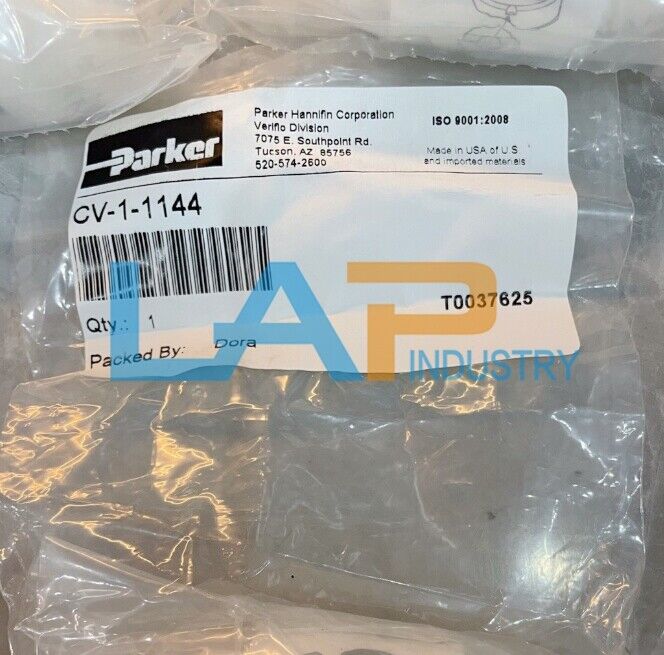 Parker
Parker Hannifin Corporation
Veriflo Division
7075 E. Southpoint Rd.
Tucson, AZ 85756
520-574-2600
ISO 9001:2008
Made in USA of U.S.
and imported materials
CV-1-1144
Qty.: 1
T0037625
Packed By: Dora
LAP
INDUSTRY